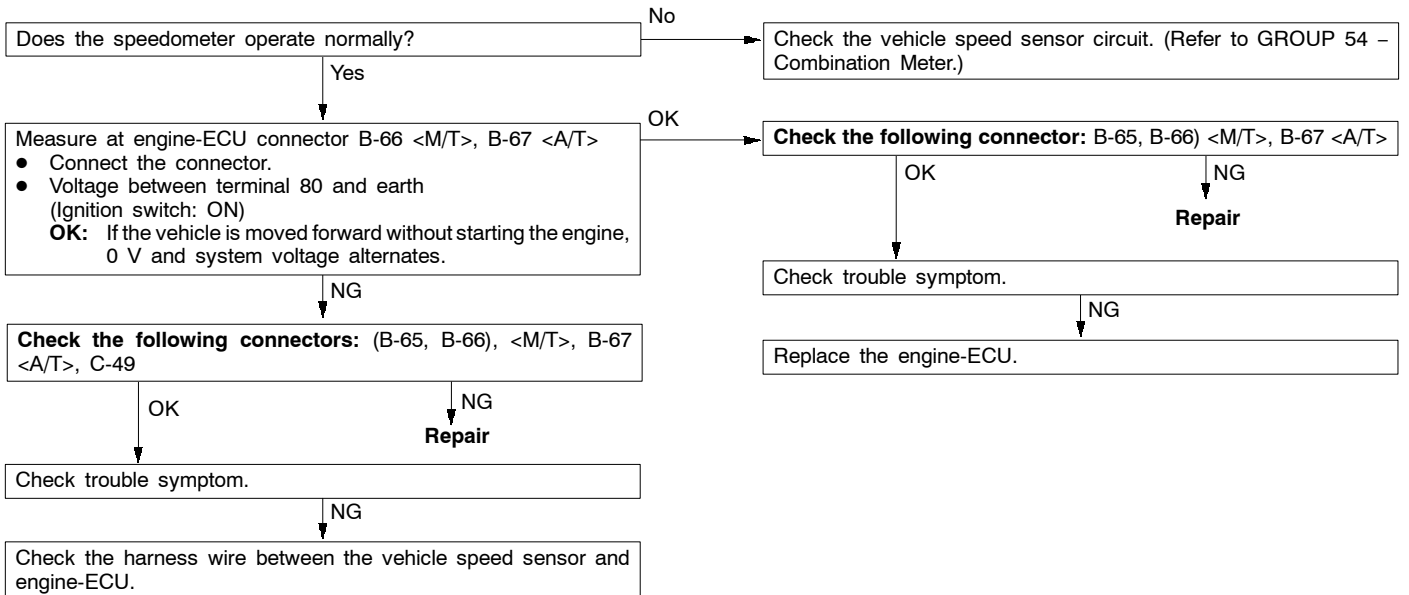 Does the speedometer operate normally?
No
Check the vehicle speed sensor circuit. (Refer to GROUP 54 –
Combination Meter.)
Yes
Measure at engine-ECU connector B-66 <M/T>, B-67 <A/T>
● Connect the connector.
● Voltage between terminal 80 and earth
(Ignition switch: ON)
OK: If the vehicle is moved forward without starting the engine,
0 V and system voltage alternates.
OK
Check the following connector: B-65, B-66) <M/T>, B-67 <A/T>
OK
NG
Repair
Check trouble symptom.
NG
Replace the engine-ECU.
NG
Check the following connectors: (B-65, B-66), <M/T>, B-67
<A/T>, C-49
OK
NG
Repair
Check trouble symptom.
NG
Check the harness wire between the vehicle speed sensor and
engine-ECU.